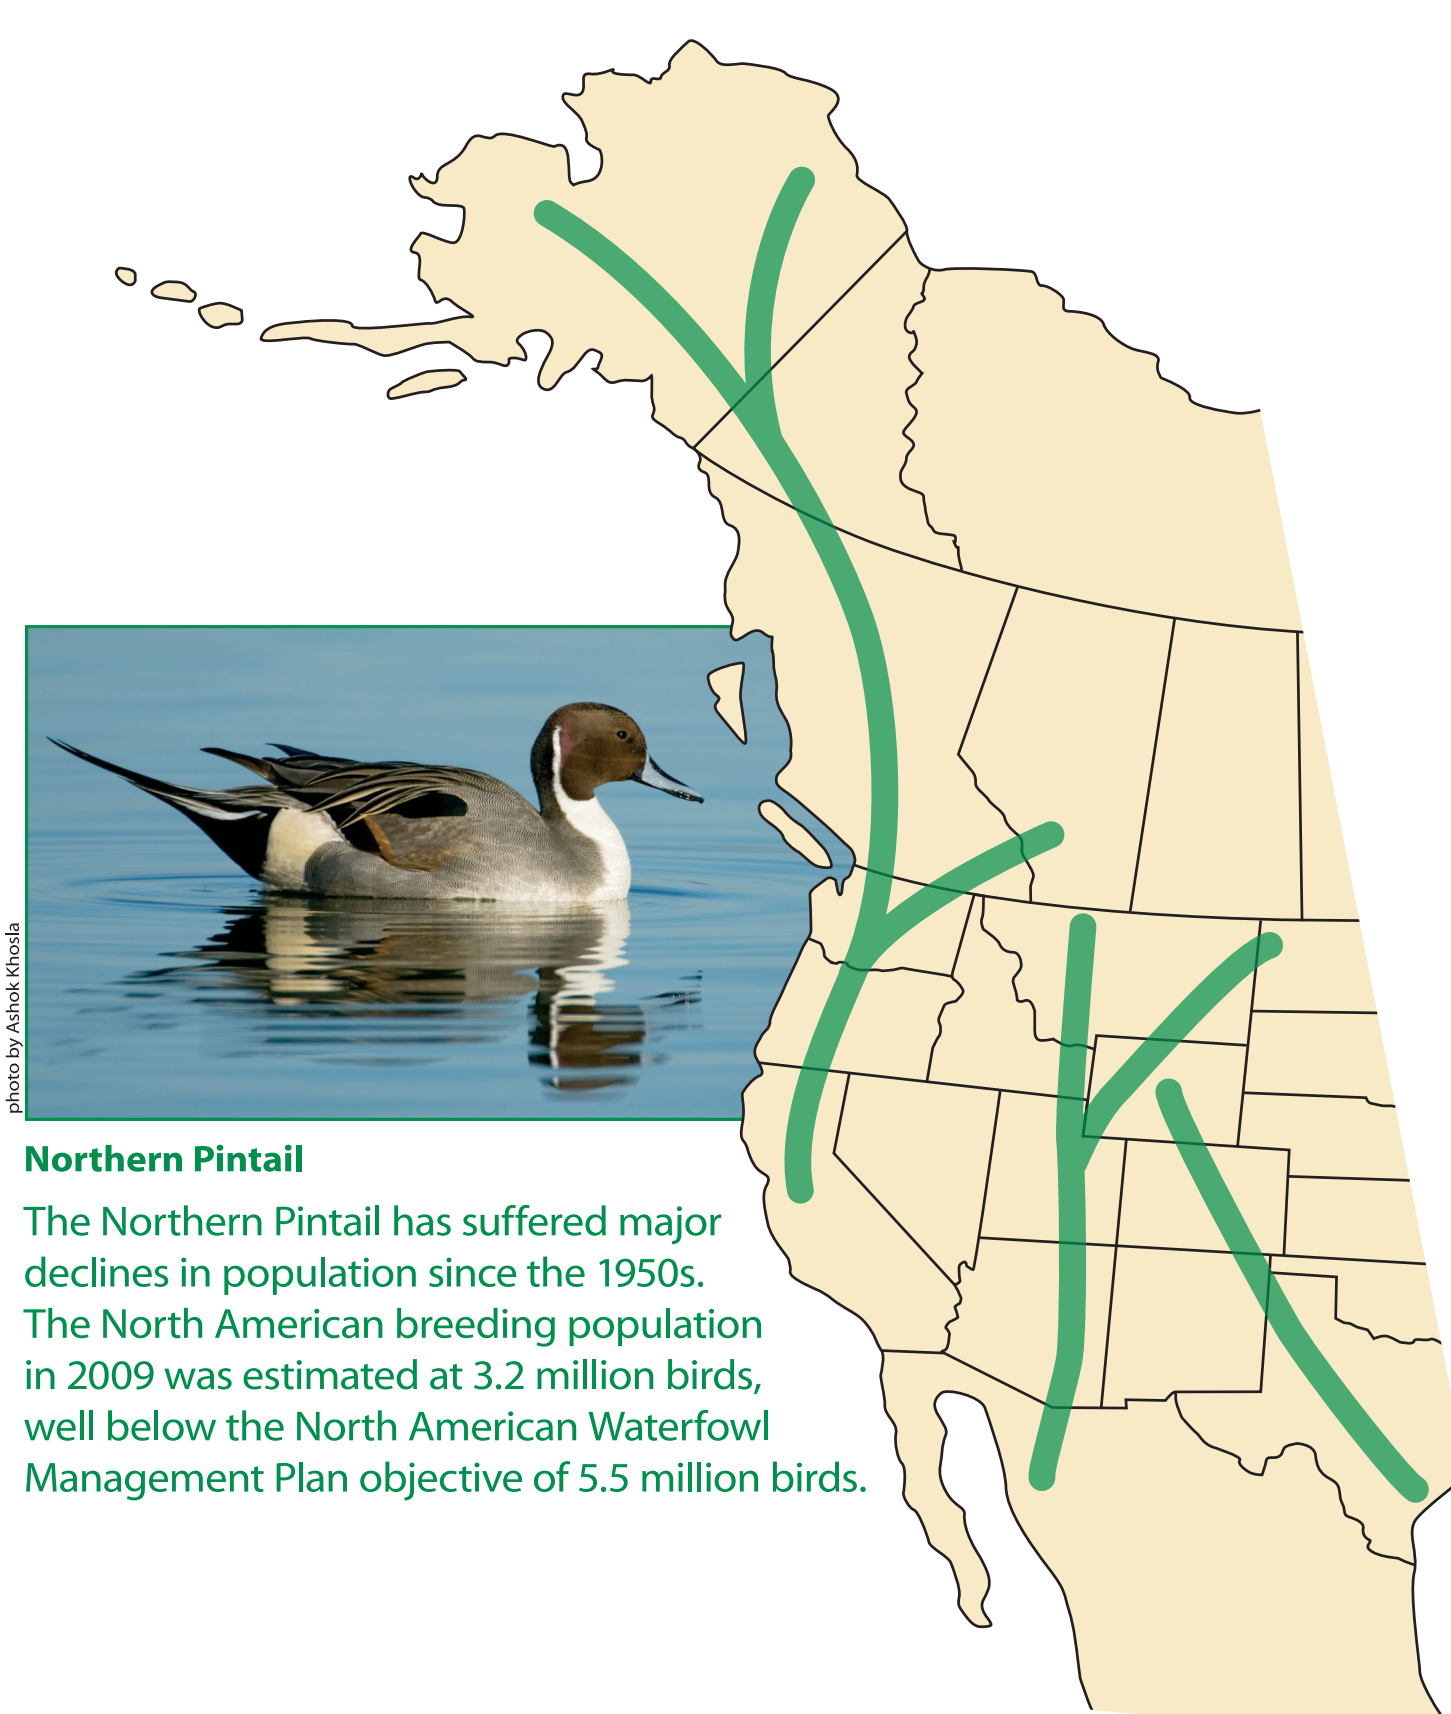 photo by Ashok Khosla
Northern Pintail
The Northern Pintail has suffered major
declines in population since the 1950s.
The North American breeding population
in 2009 was estimated at 3.2 million birds,
well below the North American Waterfowl
Management Plan objective of 5.5 million birds.